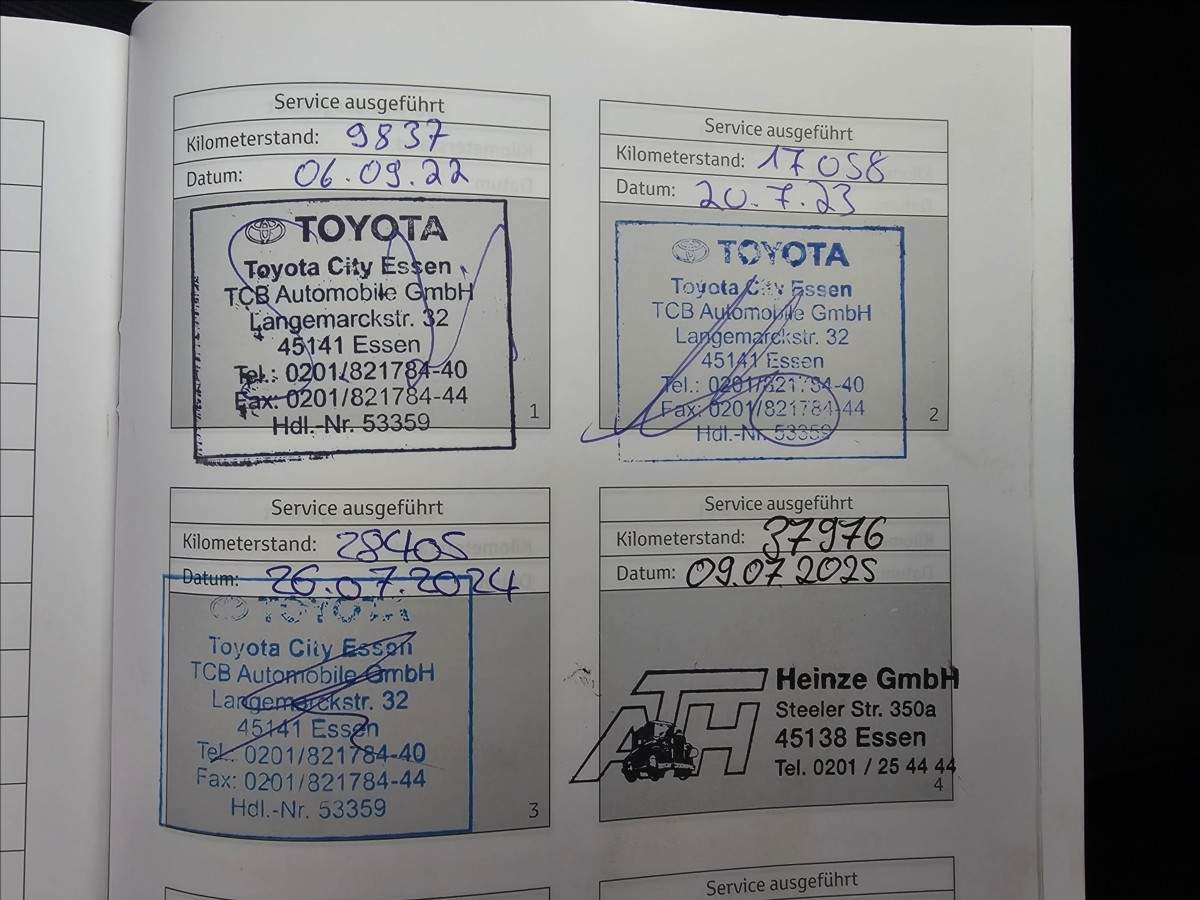 Service ausgeführt
Kilometerstand: 9837
Datum: 06.09.22
TOYOTA
Toyota City Essen
TCB Automobile GmbH
Langemarckstr. 32
45141 Essen
Tel.: 0201/821784-40
Fax: 0201/821784-44
Hdl.-Nr. 53359
1
Service ausgeführt
Kilometerstand: 17058
Datum: 20.7.23
TOYOTA
Toyota City Essen
TCB Automobile GmbH
Langemarckstr. 32
45141 Essen
Tel.: 0201/821784-40
Fax: 0201/821784-44
Hdl.-Nr. 53359
2
Service ausgeführt
Kilometerstand: 28405
Datum: 26.07.2024
TOYOTA
Toyota City Essen
TCB Automobile GmbH
Langemarckstr. 32
45141 Essen
Tel.: 0201/821784-40
Fax: 0201/821784-44
Hdl.-Nr. 53359
3
Service ausgeführt
Kilometerstand: 37976
Datum: 09.07.2025
ATH
Heinze GmbH
Steeler Str. 350a
45138 Essen
Tel. 0201 / 25 44 44
4
Service ausgeführt